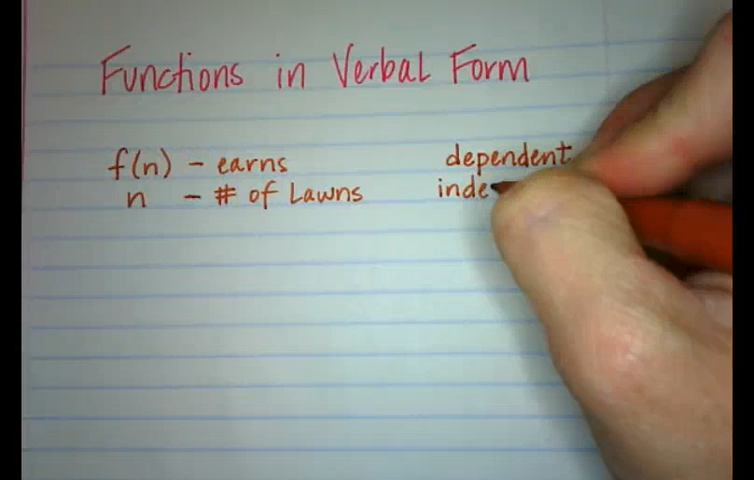 Functions in Verbal Form
f(n) - earns dependent
n - # of Lawns inde